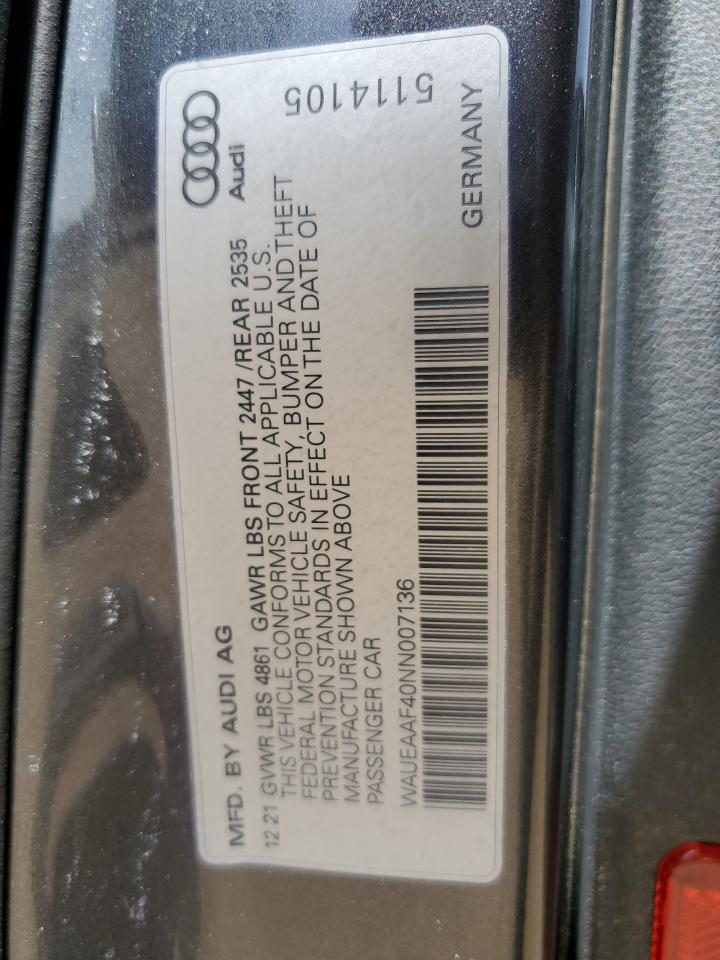 MFD. BY AUDI AG
Audi
12 21 GVWR LBS 4861 GAWR LBS FRONT 2447 /REAR 2535
THIS VEHICLE CONFORMS TO ALL APPLICABLE U.S.
FEDERAL MOTOR VEHICLE SAFETY, BUMPER AND THEFT
PREVENTION STANDARDS IN EFFECT ON THE DATE OF
MANUFACTURE SHOWN ABOVE
PASSENGER CAR
WAUEAAF40NN007136
5114105
GERMANY